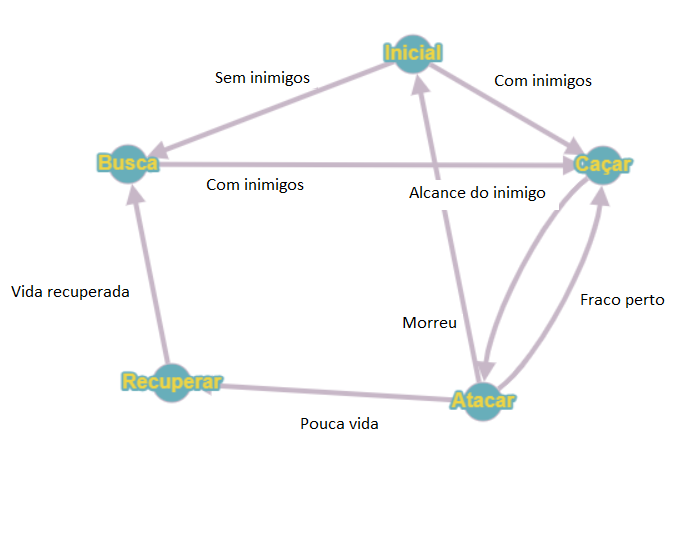 Inicial
Sem inimigos
Com inimigos
Busca
Caçar
Com inimigos
Alcance do inimigo
Vida recuperada
Fraco perto
Morreu
Recuperar
Atacar
Pouca vida